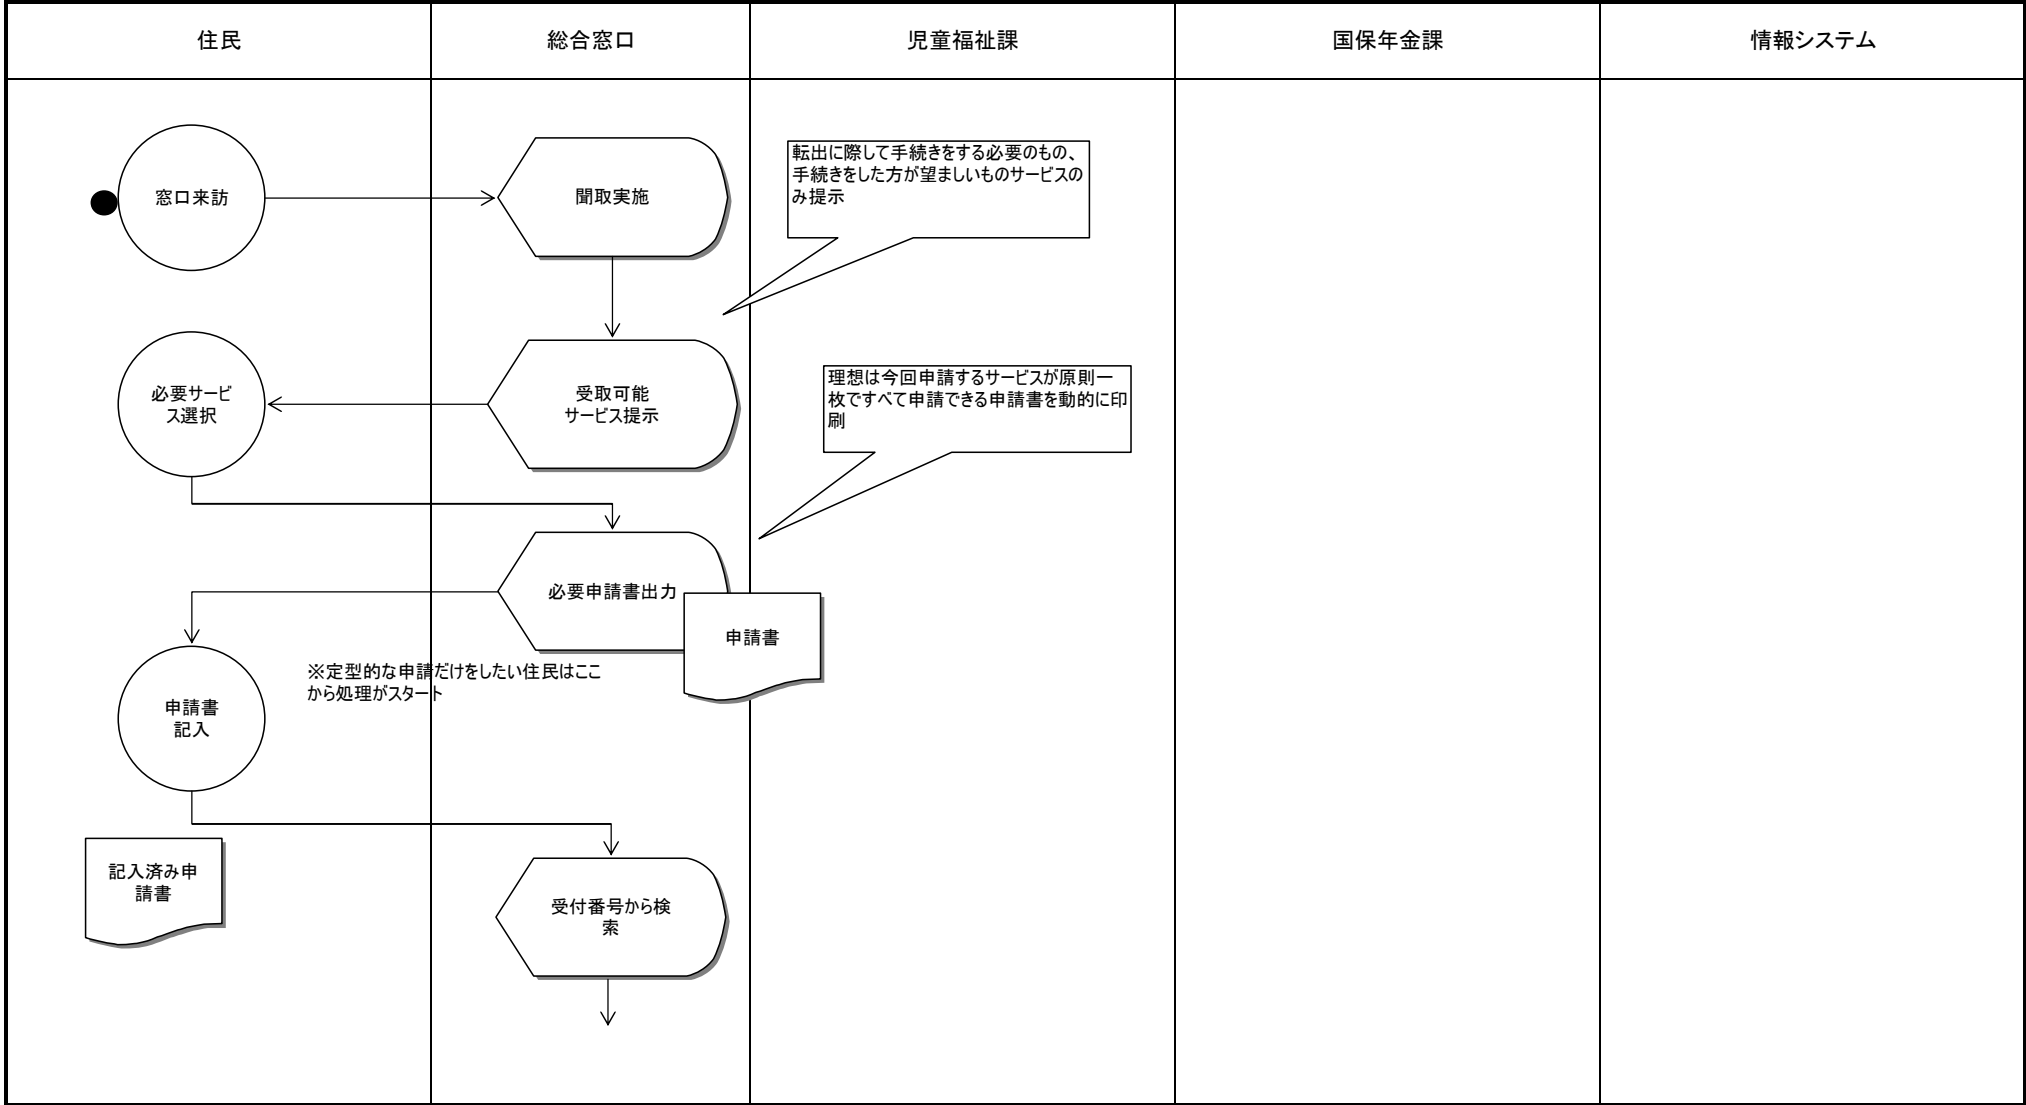 住民
総合窓口
児童福祉課
国保年金課
情報システム
窓口来訪
聞取実施
転出に際して手続きをする必要のもの、
手続きをした方が望ましいものサービスの
み提示
必要サービ
ス選択
受取可能
サービス提示
理想は今回申請するサービスが原則一
枚ですべて申請できる申請書を動的に印
刷
必要申請書出力
申請書
※定型的な申請だけをしたい住民はここ
から処理がスタート
申請書
記入
記入済み申
請書
受付番号から検
索